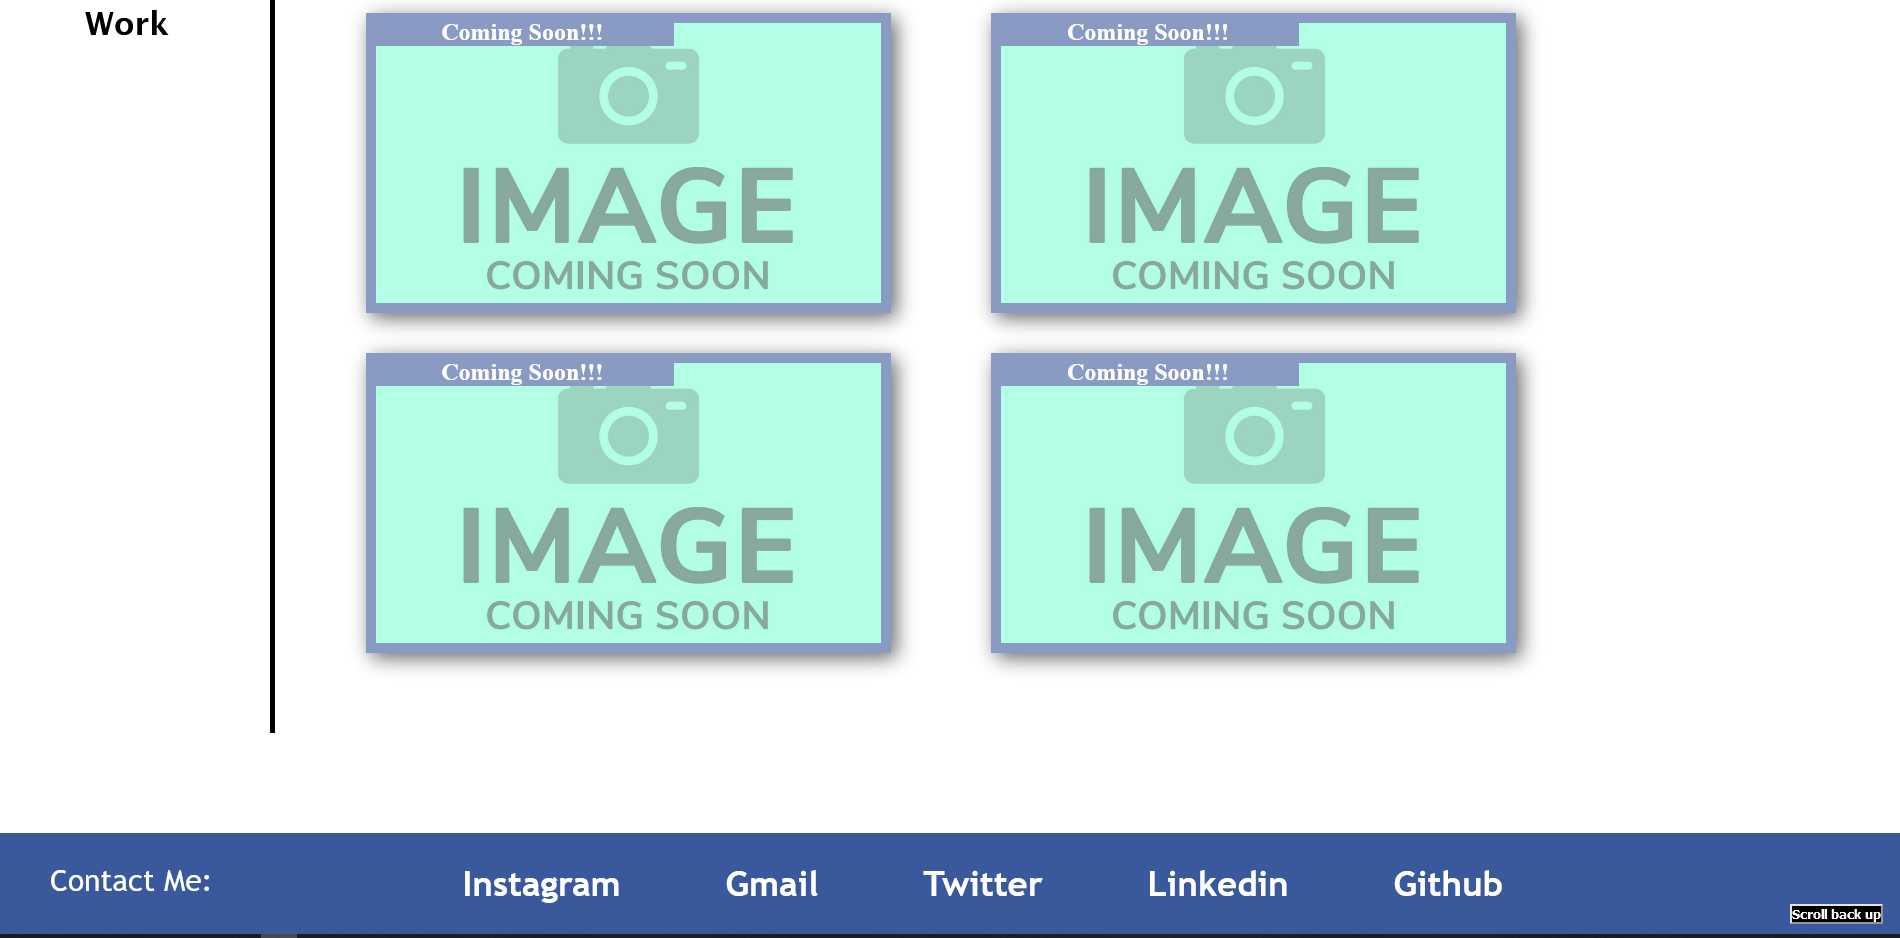 Work
Coming Soon!!!
IMAGE
COMING SOON
Coming Soon!!!
IMAGE
COMING SOON
Coming Soon!!!
IMAGE
COMING SOON
Coming Soon!!!
IMAGE
COMING SOON
Contact Me:
Instagram
Gmail
Twitter
Linkedin
Github
Scroll back up